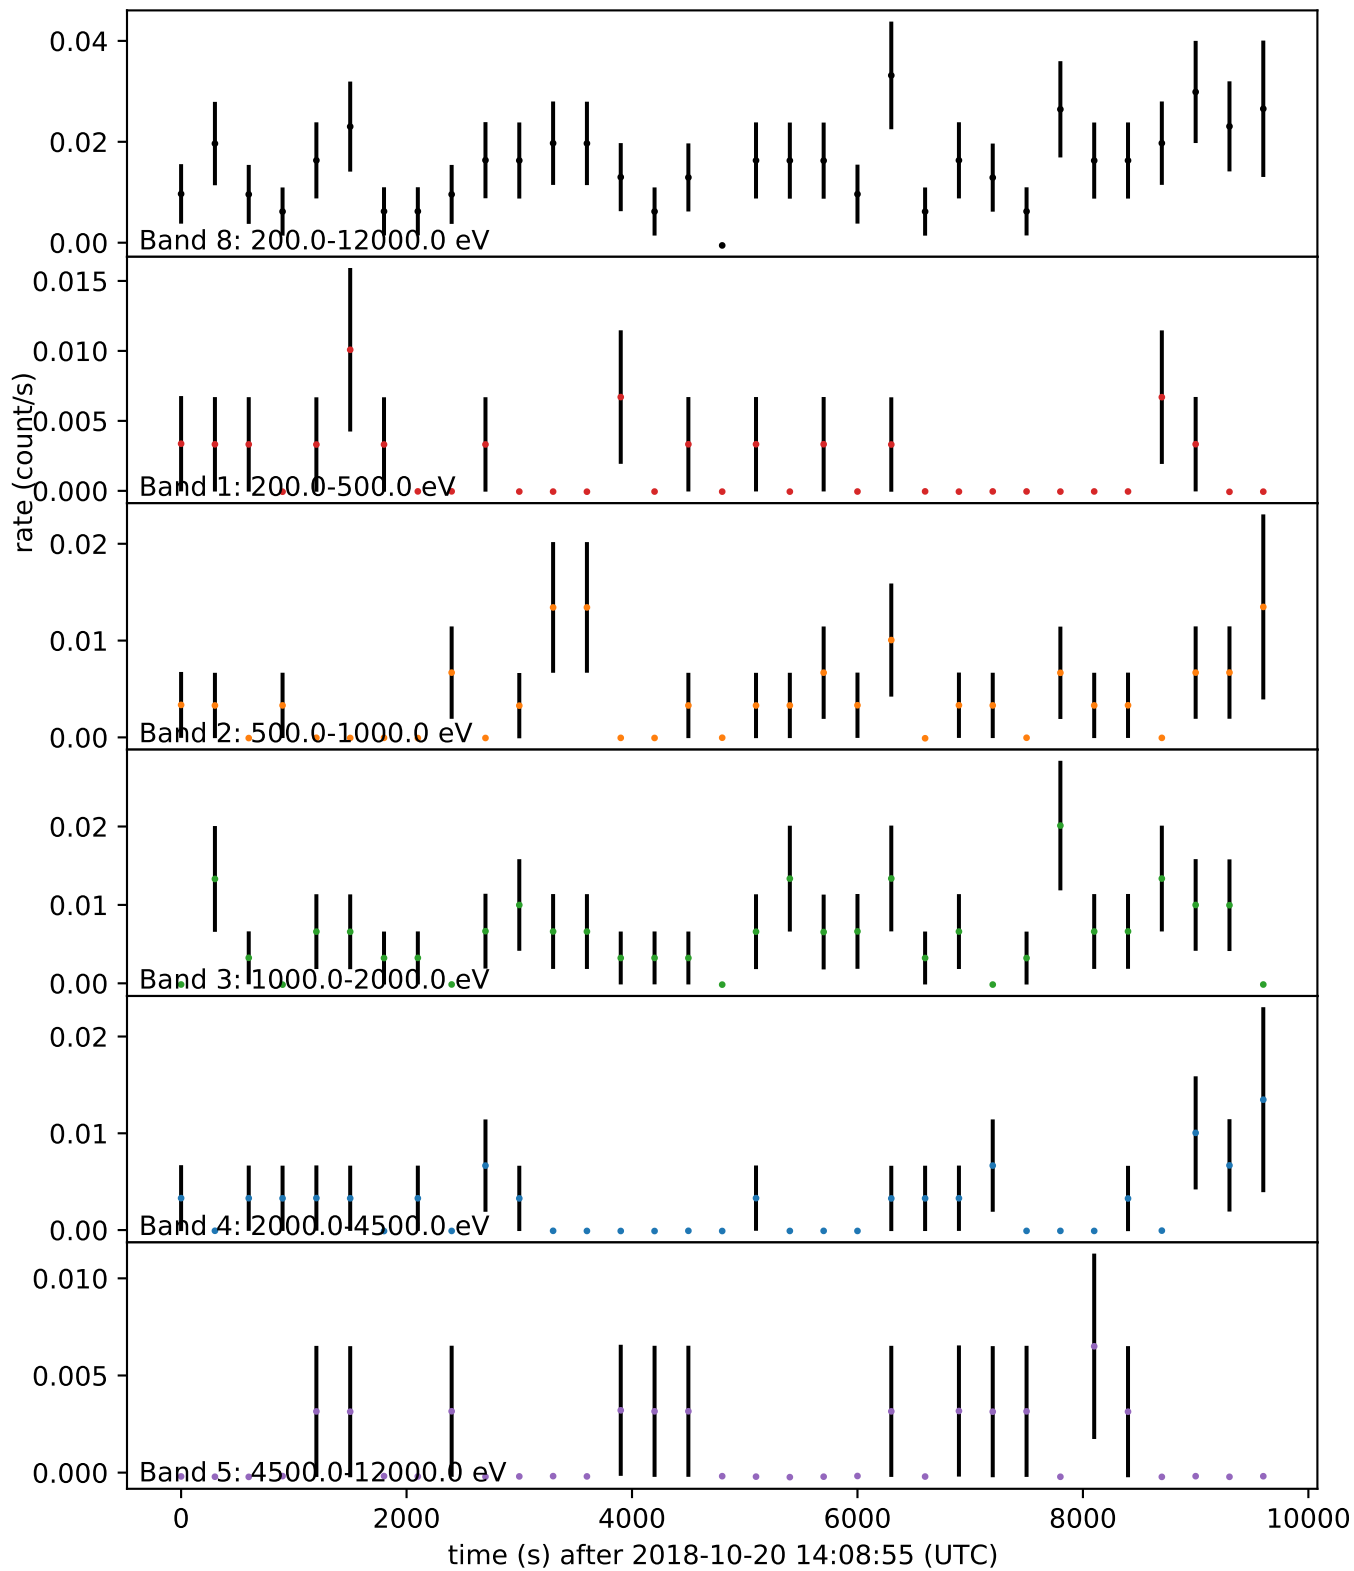 0.04
0.02
0.00
Band 8: 200.0-12000.0 eV
0.015
0.010
0.005
0.000
Band 1: 200.0-500.0 eV
rate (count/s)
0.02
0.01
0.00
Band 2: 500.0-1000.0 eV
0.02
0.01
0.00
Band 3: 1000.0-2000.0 eV
0.02
0.01
0.00
Band 4: 2000.0-4500.0 eV
0.010
0.005
0.000
Band 5: 4500.0-12000.0 eV
0 2000 4000 6000 8000 10000
time (s) after 2018-10-20 14:08:55 (UTC)